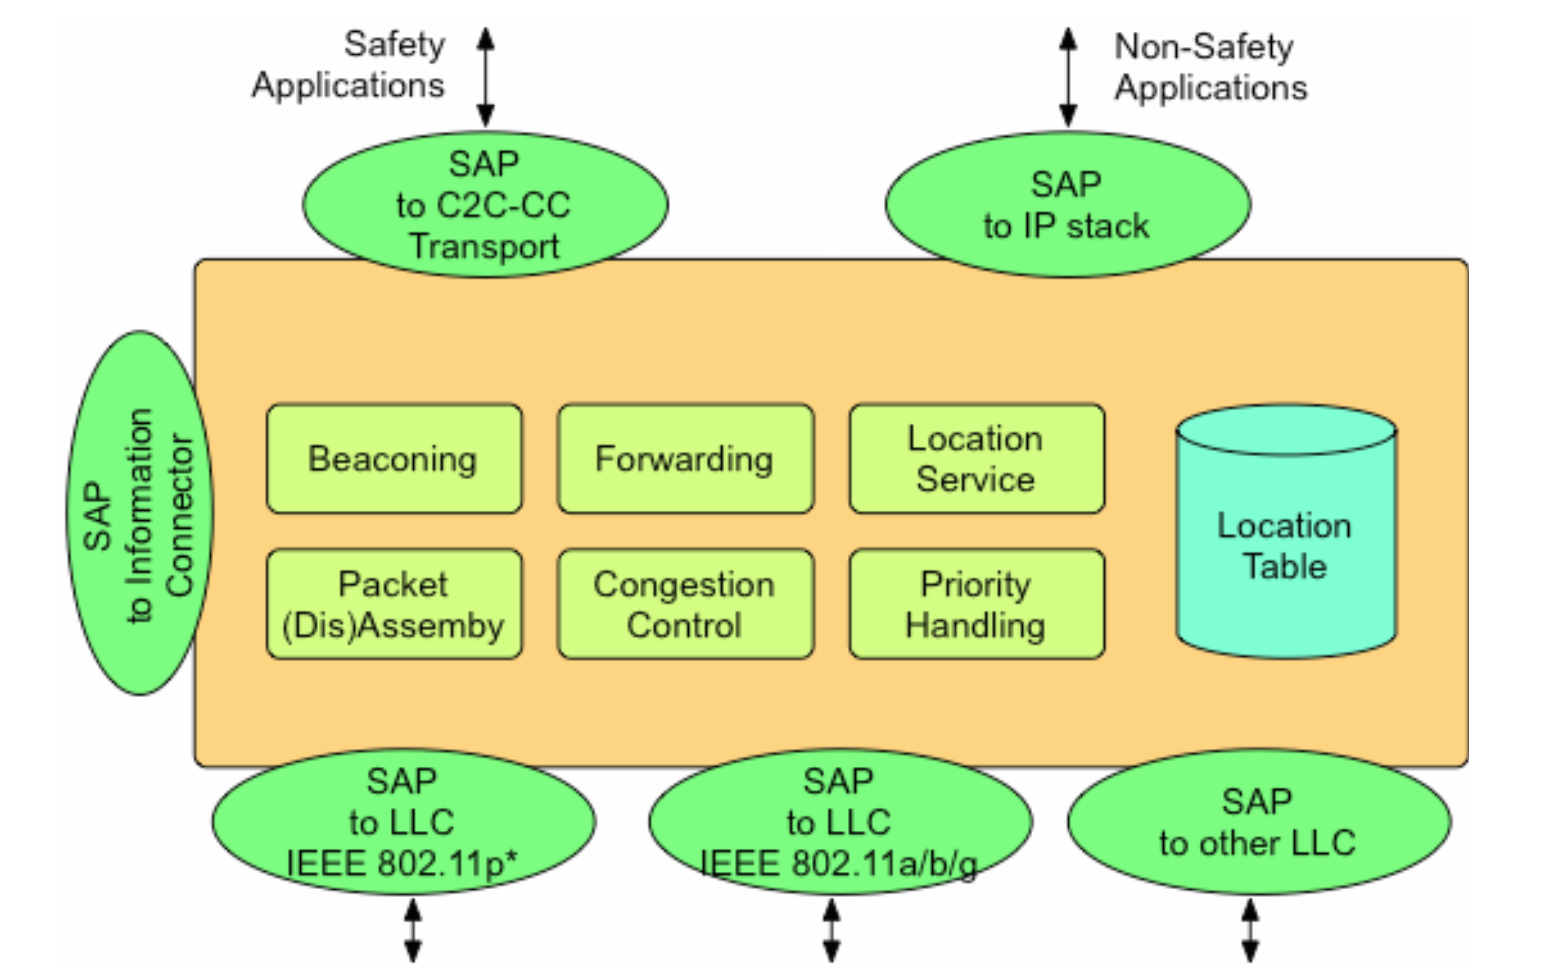 Safety
Applications
Non-Safety
Applications
SAP
to C2C-CC
Transport
SAP
to IP stack
SAP
to Information
Connector
Beaconing
Forwarding
Location
Service
Packet
(Dis)Assemby
Congestion
Control
Priority
Handling
Location
Table
SAP
to LLC
IEEE 802.11p*
SAP
to LLC
IEEE 802.11a/b/g
SAP
to other LLC